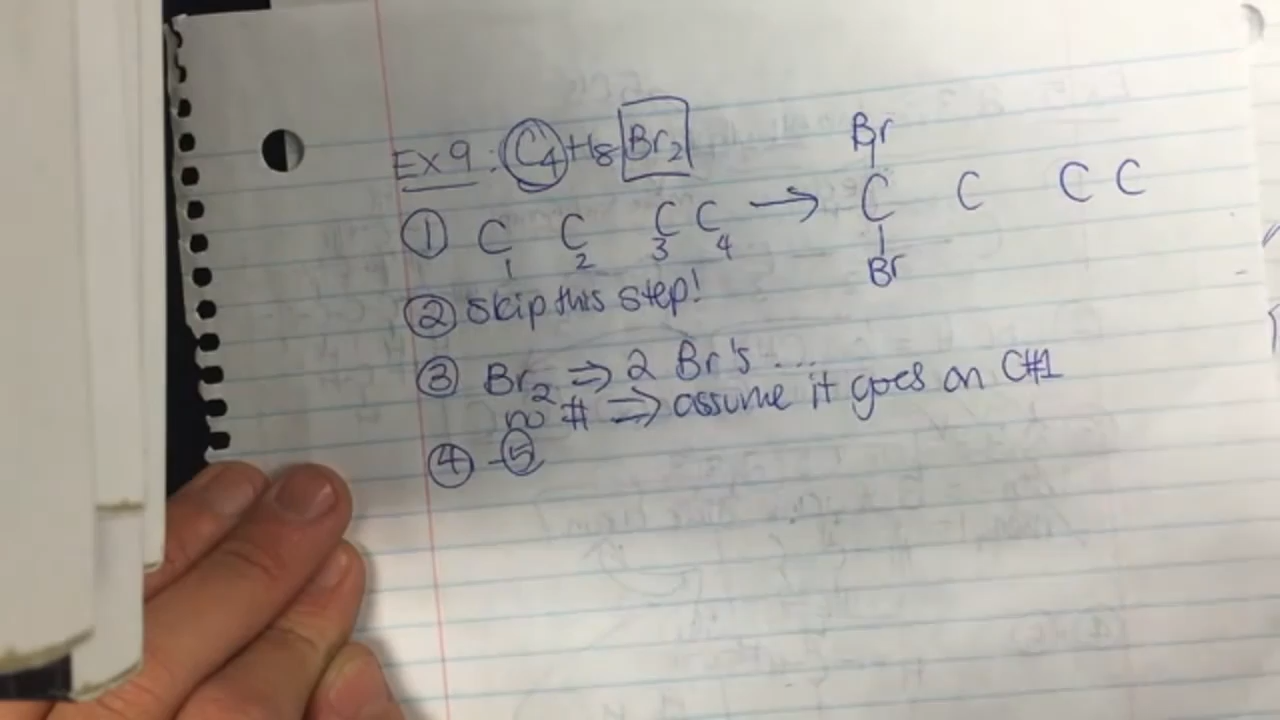 Br
Ex 9: C4H8Br2
① C C C C → C C C C
1 2 3 4
Br
② skip this step!
③ Br2 ⇒ 2 Br's ...
no # ⇒ assume it goes on C#1
④-⑤